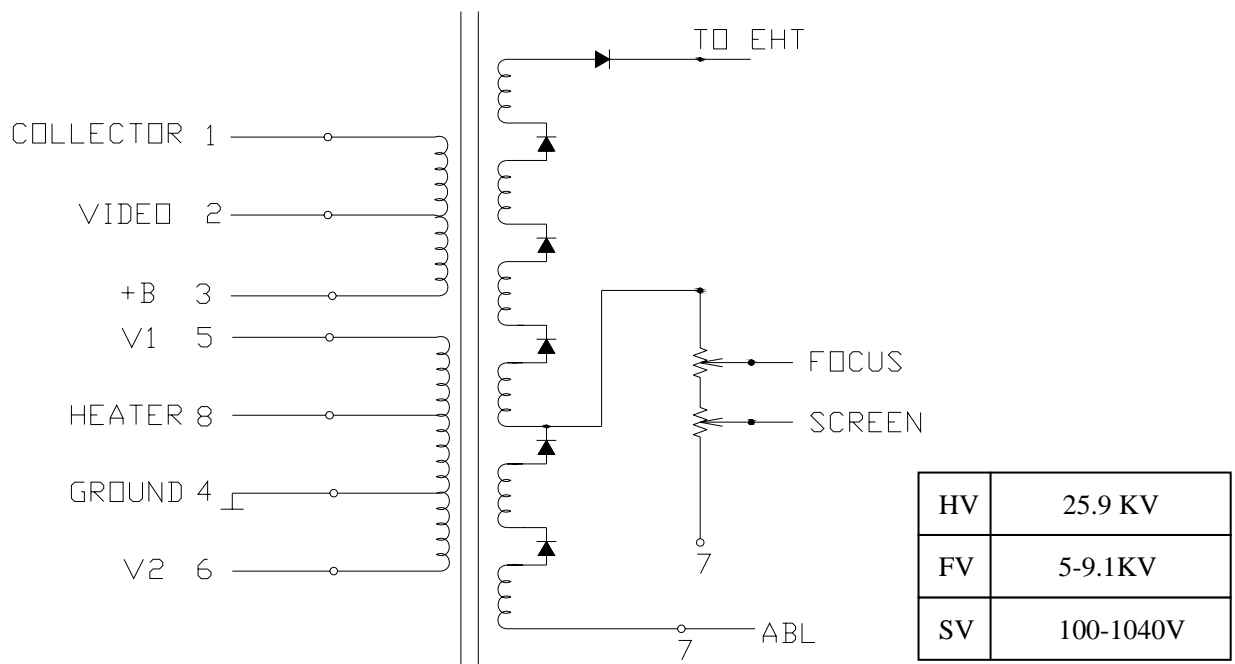 TO EHT
COLLECTOR 1
VIDEO 2
+B 3
V1 5
HEATER 8
GROUND 4
V2 6
FOCUS
SCREEN
7
7
ABL
HV 25.9 KV
FV 5-9.1KV
SV 100-1040V